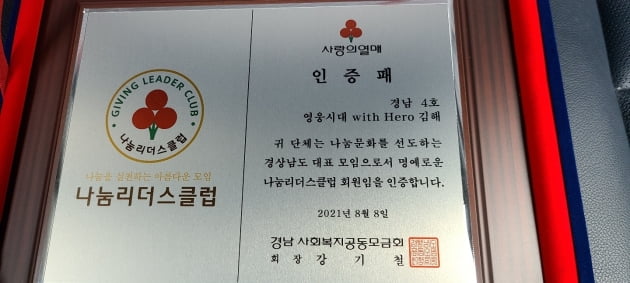 GIVING LEADER CLUB
나눔리더스클럽
나눔을 실천하는 아름다운 모임
나눔리더스클럽
사랑의열매
인 증 패
경남 4호
영웅시대 with Hero 김해
귀 단체는 나눔문화를 선도하는
경상남도 대표 모임으로서 명예로운
나눔리더스클럽 회원임을 인증합니다.
2021년 8월 8일
경남 사회복지공동모금회
회 장 강 기 철